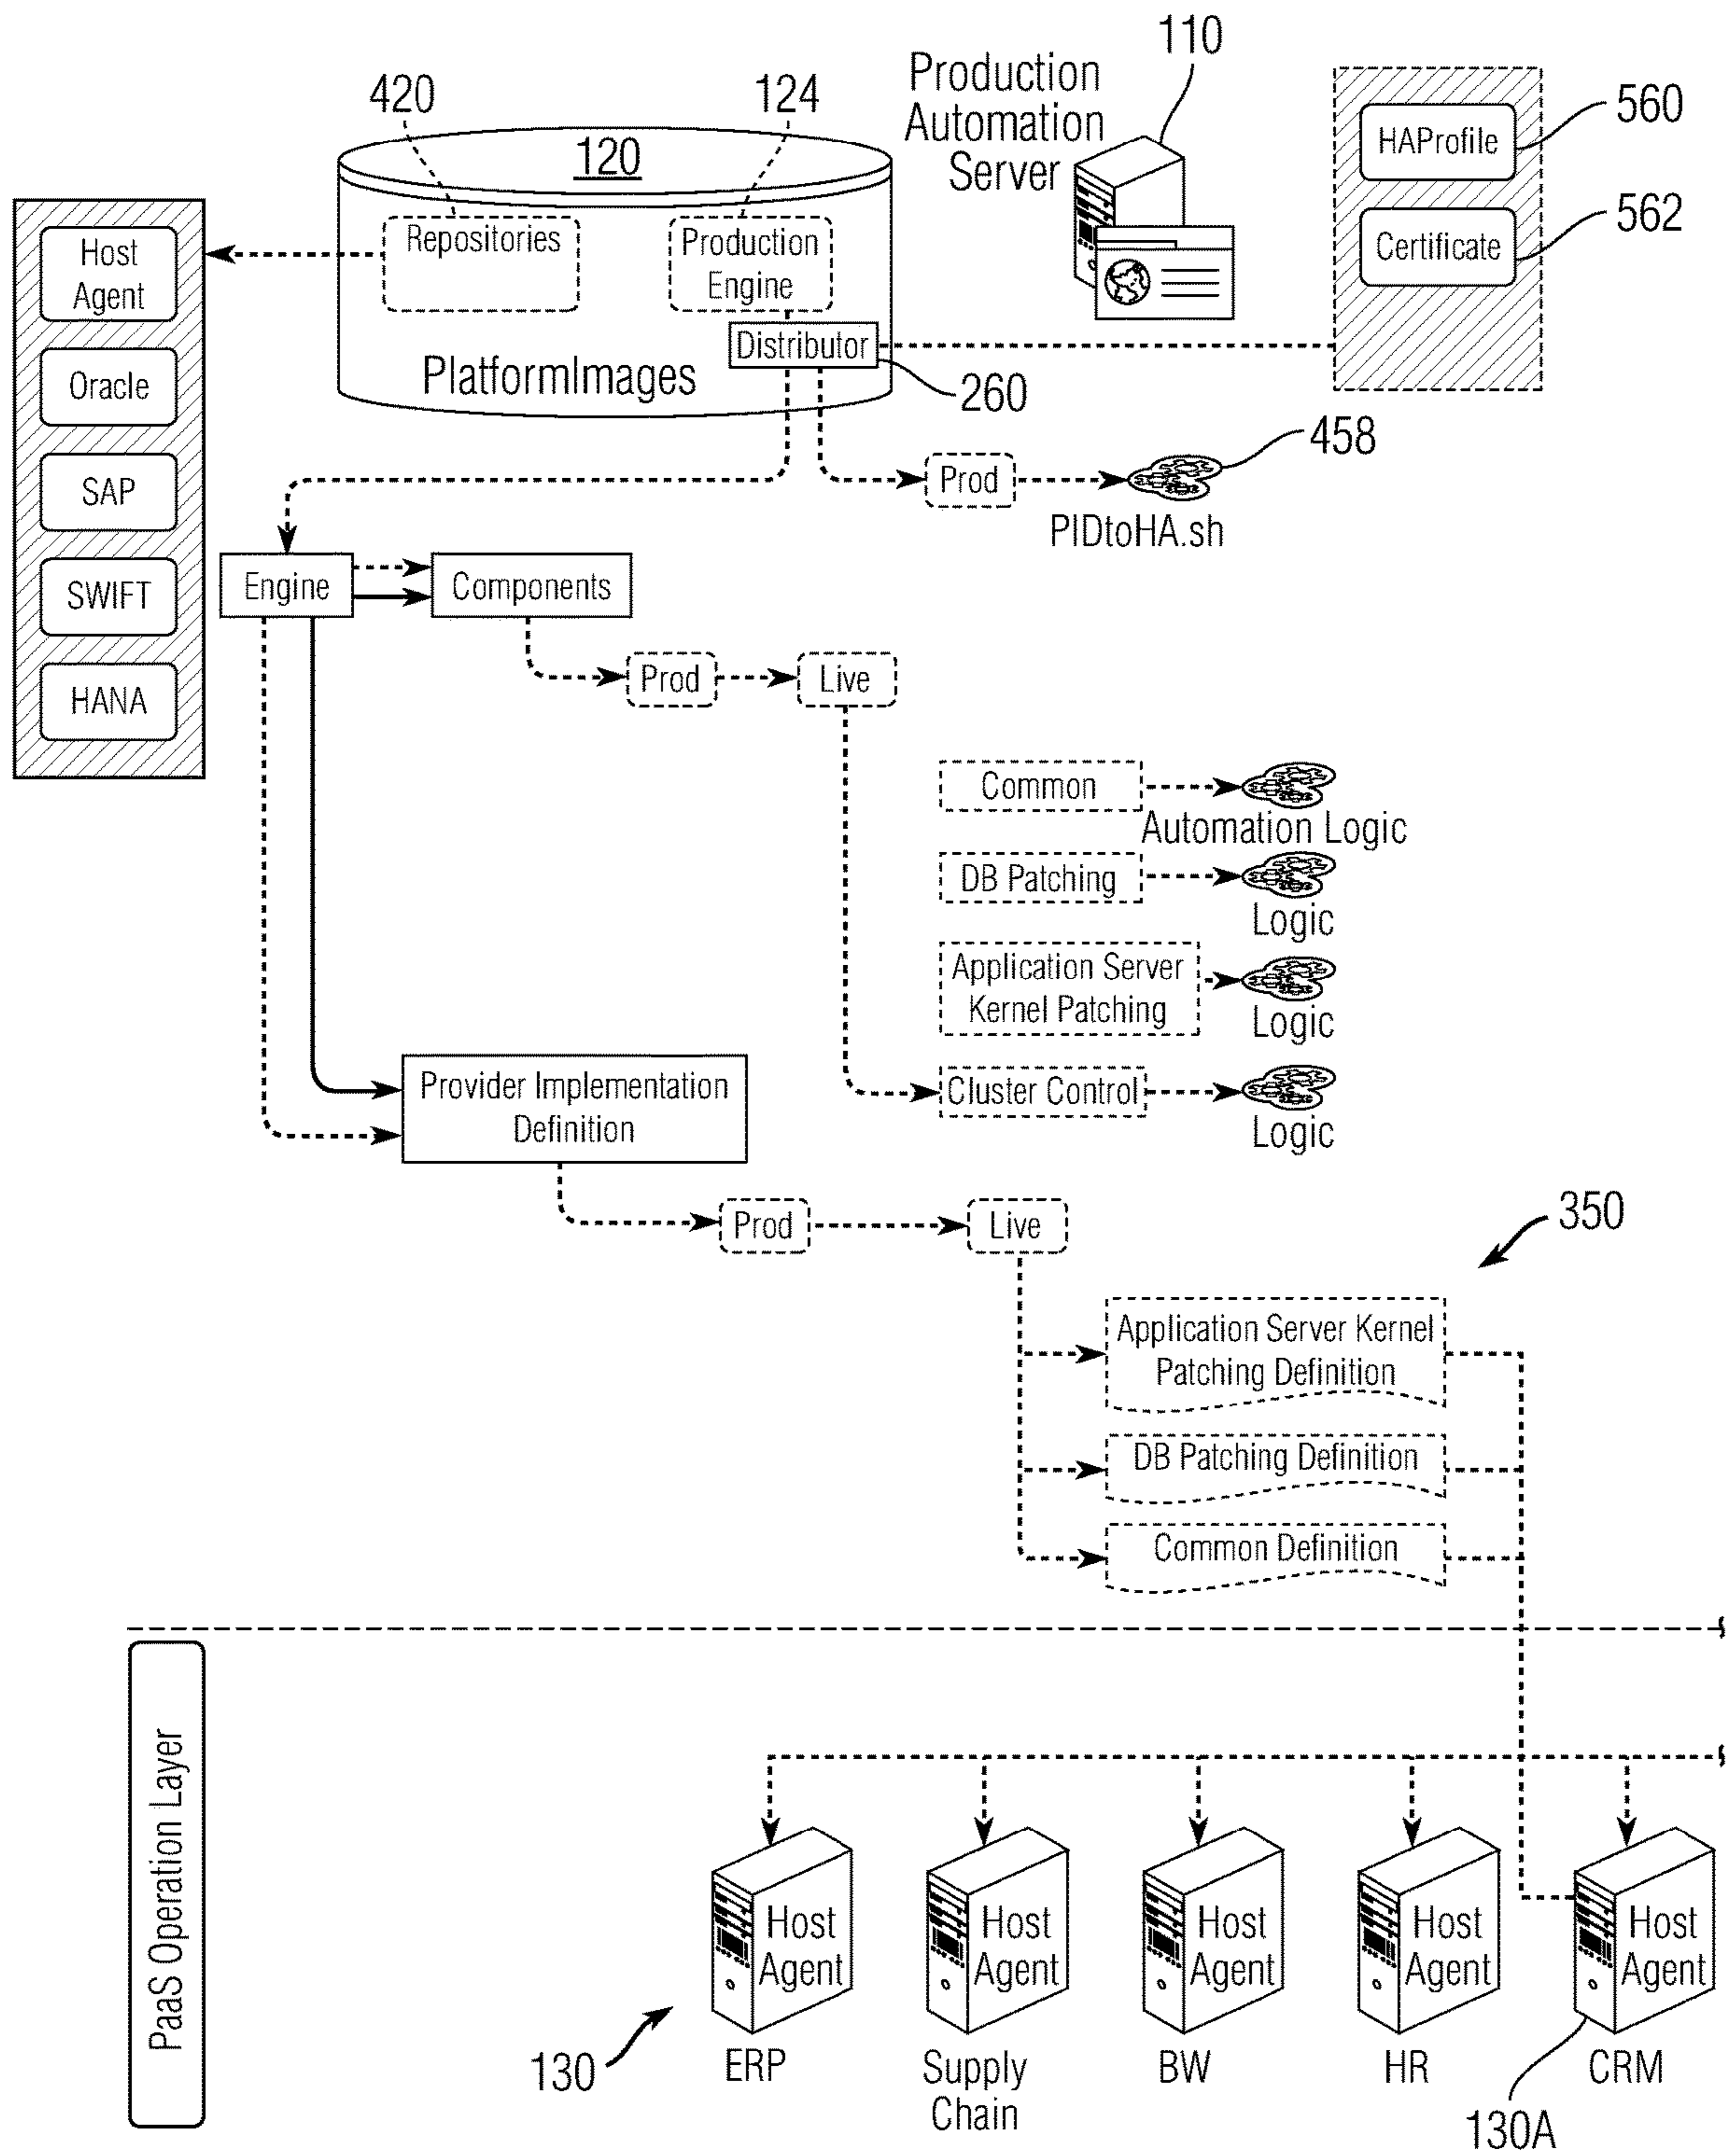 110
Production
Automation
Server
420
124
120
560
HAProfile
562
Certificate
Repositories
Production
Engine
Host
Agent
Distributor
PlatformImages
260
Oracle
458
Prod
PIDtoHA.sh
SAP
Engine
Components
SWIFT
Prod
Live
HANA
Common
Automation Logic
DB Patching
Logic
Application Server
Kernel Patching
Logic
Provider Implementation
Definition
Cluster Control
Logic
Prod
Live
350
Application Server Kernel
Patching Definition
DB Patching Definition
Common Definition
PaaS Operation Layer
Host
Agent
Host
Agent
Host
Agent
Host
Agent
Host
Agent
130
ERP
Supply
Chain
BW
HR
CRM
130A